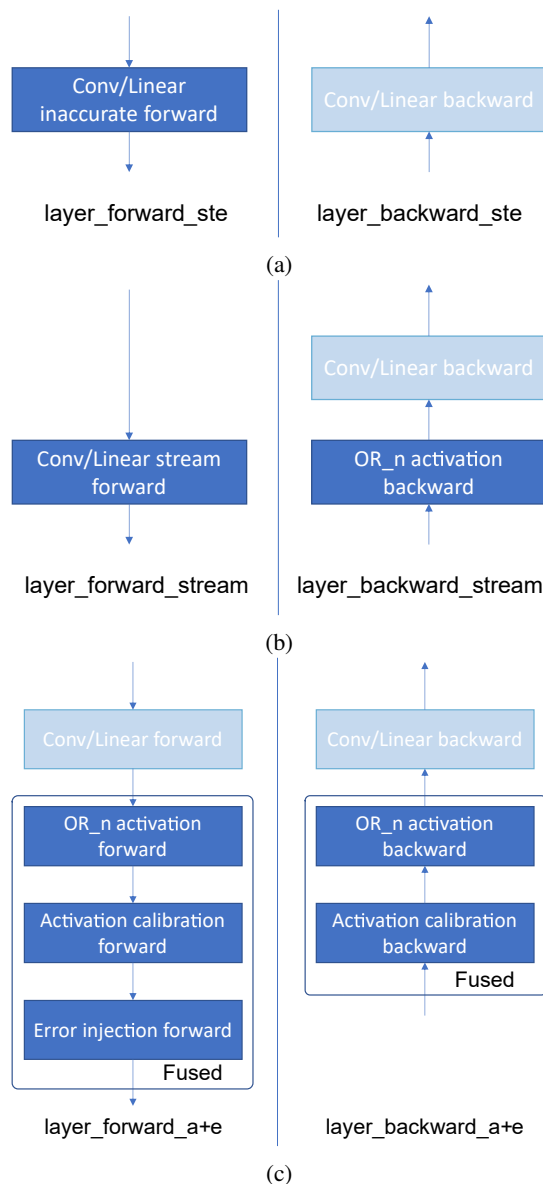 Conv/Linear
inaccurate forward
Conv/Linear backward
layer_forward_ste
layer_backward_ste
(a)
Conv/Linear backward
Conv/Linear stream
forward
OR_n activation
backward
layer_forward_stream
layer_backward_stream
(b)
Conv/Linear forward
Conv/Linear backward
OR_n activation
forward
OR_n activation
backward
Activation calibration
forward
Activation calibration
backward
Fused
Error injection forward
Fused
layer_forward_a+e
layer_backward_a+e
(c)